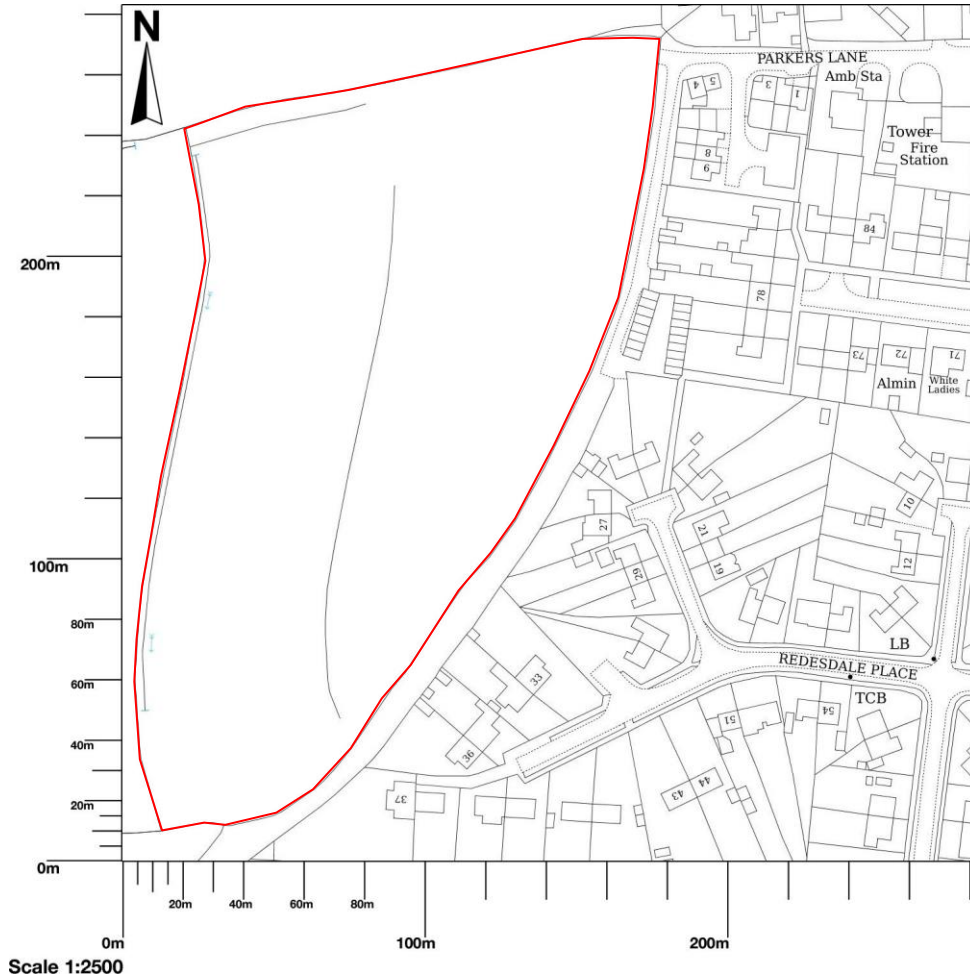 N
PARKERS LANE
Amb Sta
5
4
3
1
Tower
Fire
Station
8
9
84
200m
78
73
72
71
Almin
White
Ladies
10
27
21
19
12
29
100m
80m
LB
REDESDALE PLACE
60m
33
TCB
54
51
40m
36
44
43
37
20m
0m
20m
40m
60m
80m
0m
100m
200m
Scale 1:2500